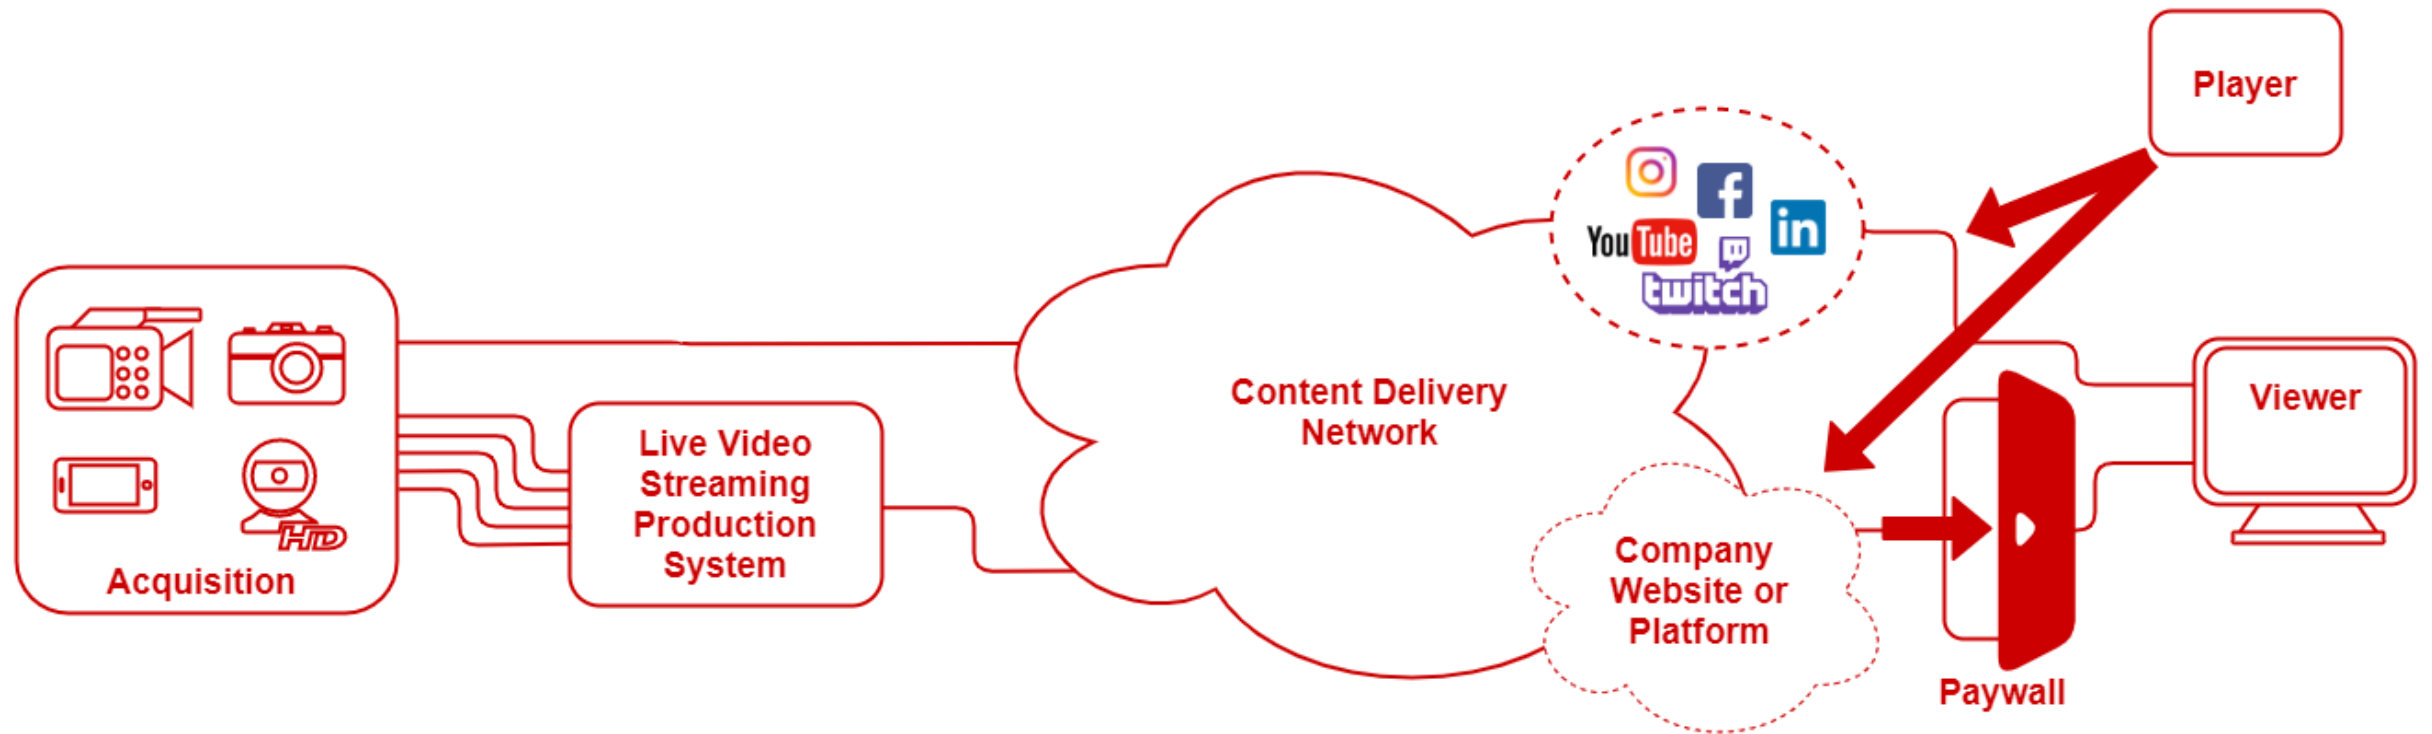 Player
You Tube
in
twitch
Viewer
Content Delivery
Network
Live Video
Streaming
Production
System
HD
Acquisition
Company
Website or
Platform
Paywall